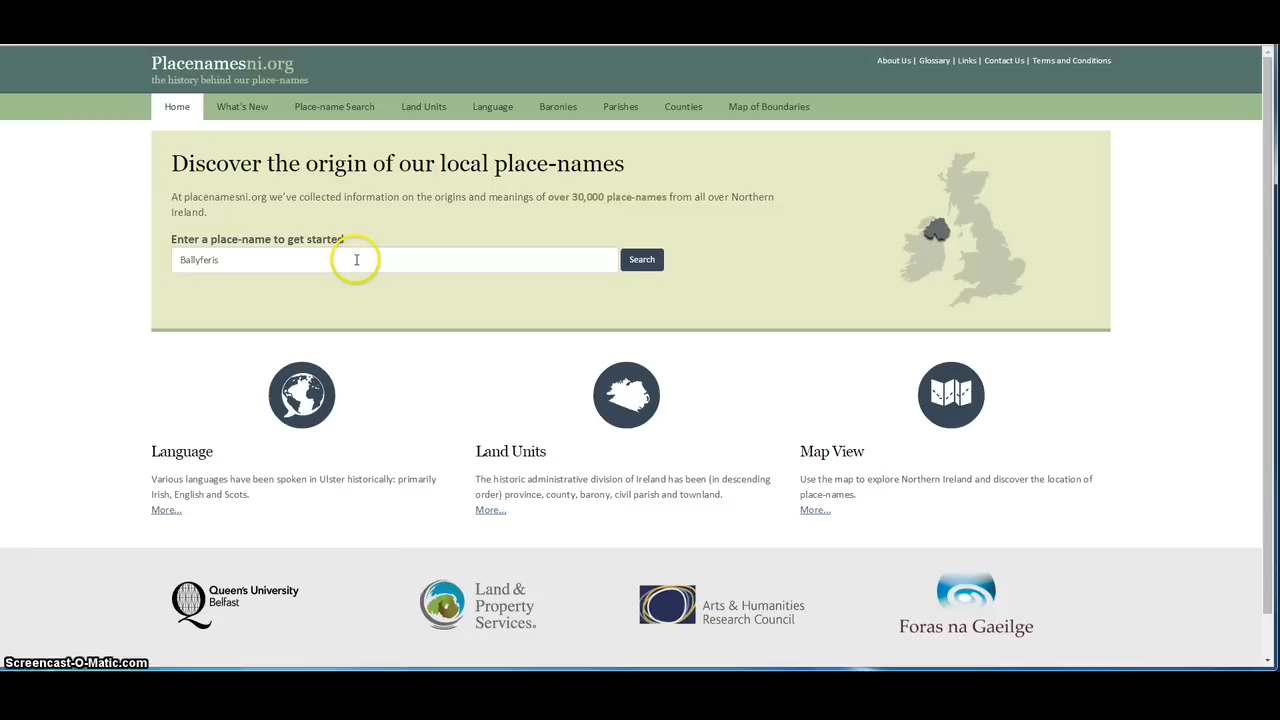 Placenamesni.org
the history behind our place-names
About Us | Glossary | Links | Contact Us | Terms and Conditions
Home What's New Place-name Search Land Units Language Baronies Parishes Counties Map of Boundaries
Discover the origin of our local place-names
At placenamesni.org we've collected information on the origins and meanings of over 30,000 place-names from all over Northern
Ireland.
Enter a place-name to get started
Ballyferis
Search
Language
Various languages have been spoken in Ulster historically: primarily
Irish, English and Scots.
More...
Land Units
The historic administrative division of Ireland has been (in descending
order) province, county, barony, civil parish and townland.
More...
Map View
Use the map to explore Northern Ireland and discover the location of
place-names.
More...
Queen's University
Belfast
Land &
Property
Services.
Arts & Humanities
Research Council
Foras na Gaeilge
Screencast-O-Matic.com